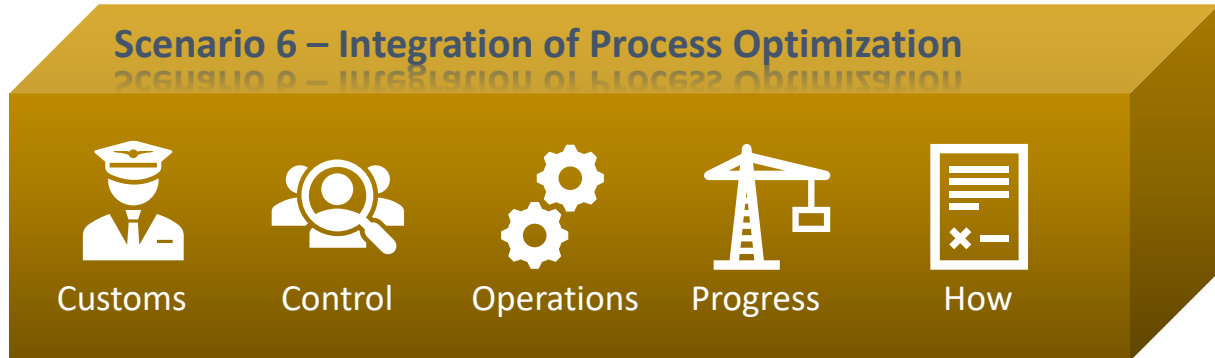 Scenario 6 – Integration of Process Optimization
Customs Control Operations Progress How